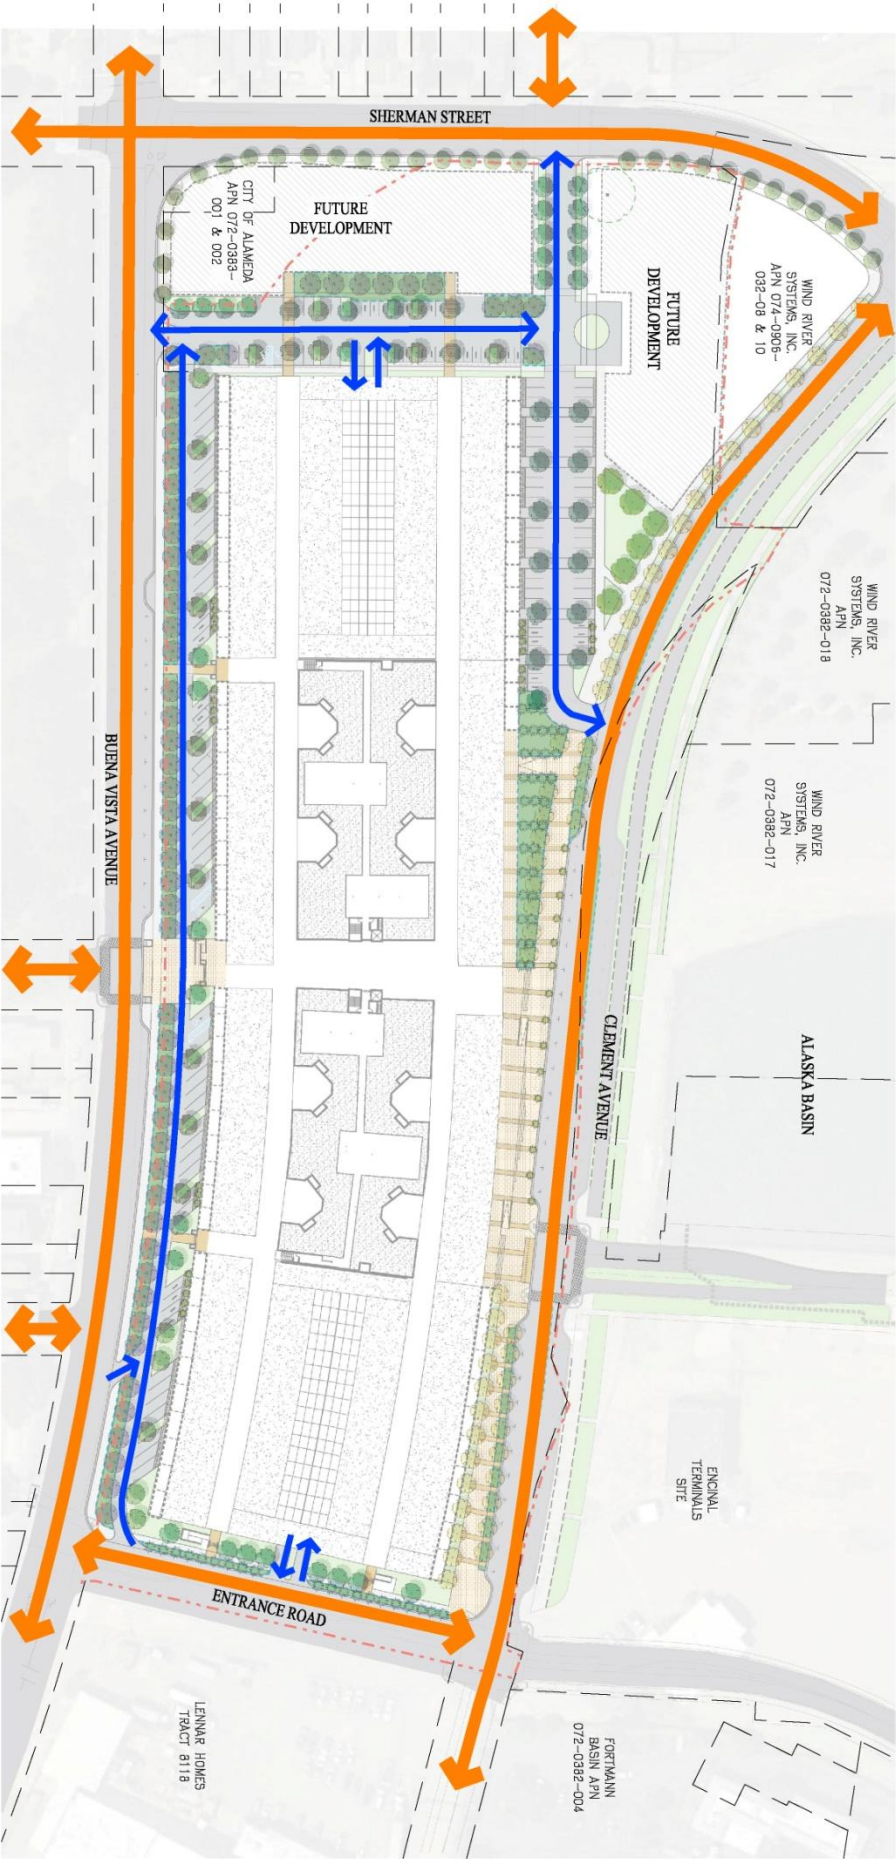 SHERMAN STREET
CITY OF ALAMEDA
APN 072-0383-
001 & 002
FUTURE
DEVELOPMENT
FUTURE
DEVELOPMENT
WIND RIVER
SYSTEMS, INC.
APN 074-0906-
032-08 & 10
WIND RIVER
SYSTEMS, INC.
APN
072-0382-018
WIND RIVER
SYSTEMS, INC.
APN
072-0382-017
BUENA VISTA AVENUE
CLEMENT AVENUE
ALASKA BASIN
ENCINAL
TERMINALS
SITE
ENTRANCE ROAD
LENNAR HOMES
TRACT 8118
FORTMANN
BASIN APN
072-0382-004